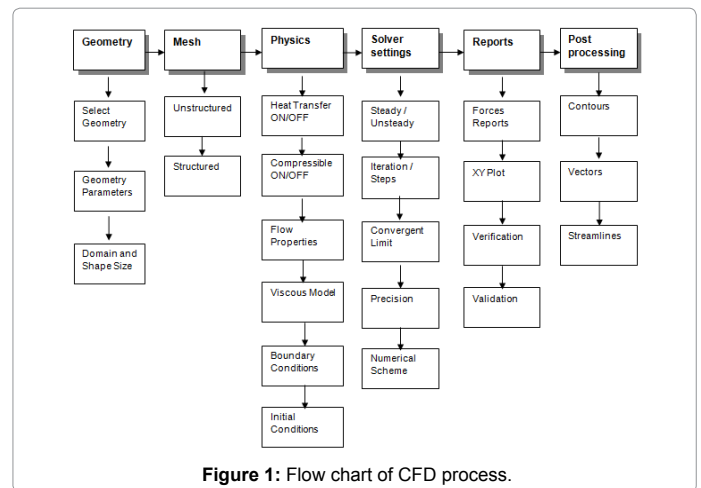 Geometry
Mesh
Physics
Solver
settings
Reports
Post
processing
Select
Geometry
Geometry
Parameters
Domain and
Shape Size
Unstructured
Structured
Heat Transfer
ON/OFF
Compressible
ON/OFF
Flow
Properties
Viscous Model
Boundary
Conditions
Initial
Conditions
Steady /
Unsteady
Iteration /
Steps
Convergent
Limit
Precision
Numerical
Scheme
Forces
Reports
XY Plot
Verification
Validation
Contours
Vectors
Streamlines
Figure 1: Flow chart of CFD process.